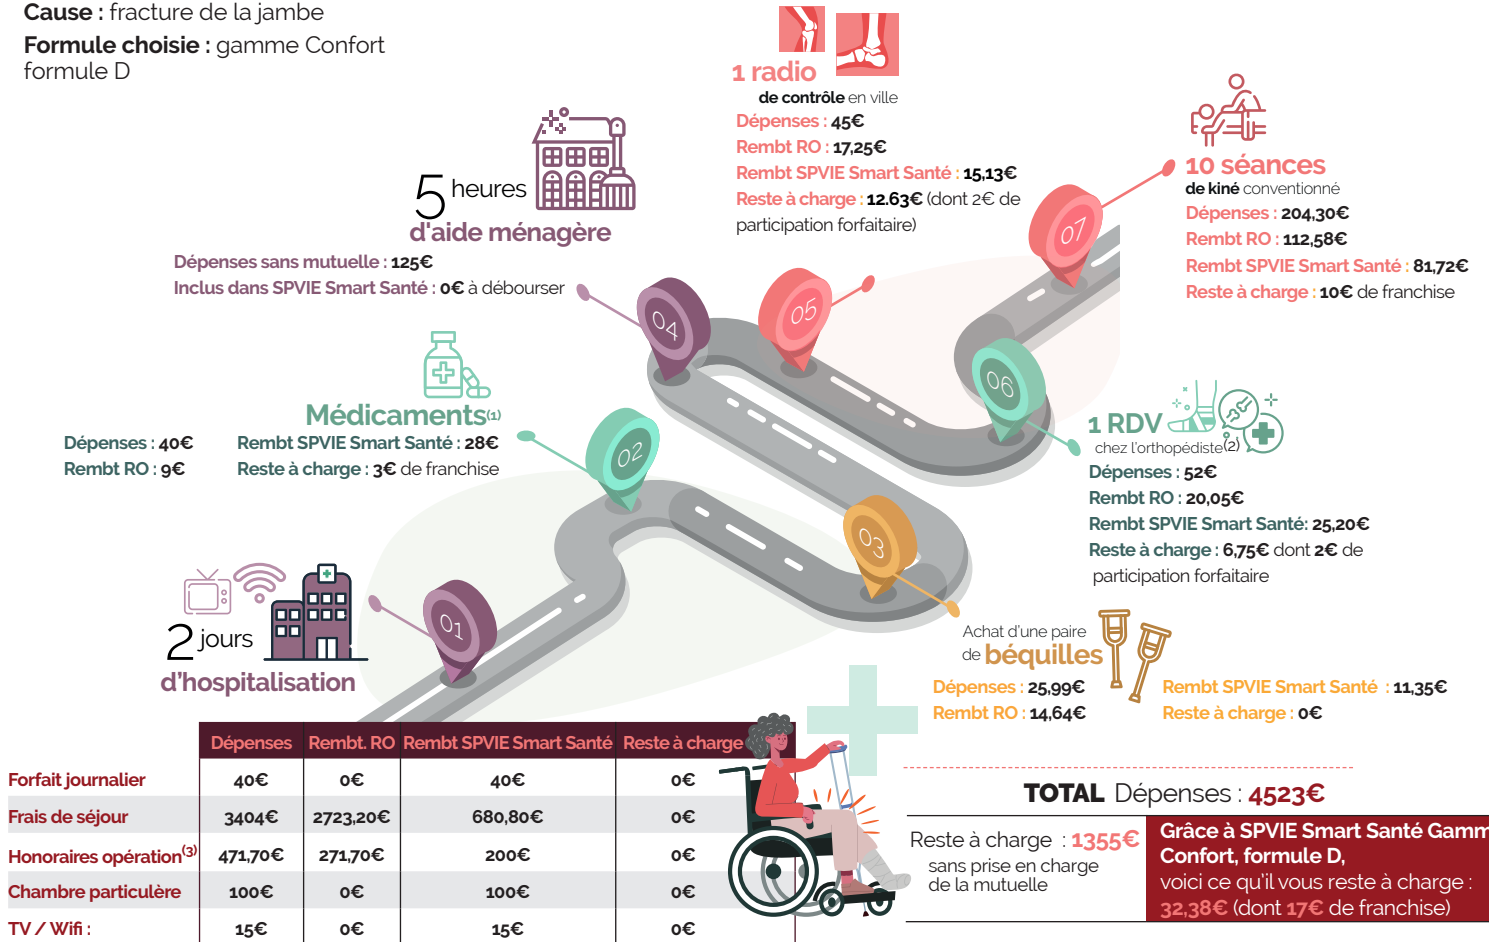 Cause : fracture de la jambe
Formule choisie : gamme Confort
formule D
1 radio
de contrôle en ville
Dépenses : 45€
Rembt RO : 17,25€
Rembt SPVIE Smart Santé : 15,13€
Reste à charge : 12.63€ (dont 2€ de
participation forfaitaire)
10 séances
de kiné conventionné
Dépenses : 204,30€
Rembt RO : 112,58€
Rembt SPVIE Smart Santé : 81,72€
Reste à charge : 10€ de franchise
5 heures
d'aide ménagère
Dépenses sans mutuelle : 125€
Inclus dans SPVIE Smart Santé : 0€ à débourser
04
05
07
06
Médicaments(1)
Dépenses : 40€ Rembt SPVIE Smart Santé : 28€
Rembt RO : 9€ Reste à charge : 3€ de franchise
02
1 RDV
chez l'orthopédiste(2)
Dépenses : 52€
Rembt RO : 20,05€
Rembt SPVIE Smart Santé: 25,20€
Reste à charge : 6,75€ dont 2€ de
participation forfaitaire
03
01
2 jours
d'hospitalisation
Achat d'une paire
de béquilles
Dépenses : 25,99€ Rembt SPVIE Smart Santé : 11,35€
Rembt RO : 14,64€ Reste à charge : 0€
Dépenses Rembt. RO Rembt SPVIE Smart Santé Reste à charge
Forfait journalier 40€ 0€ 40€ 0€
Frais de séjour 3404€ 2723,20€ 680,80€ 0€
Honoraires opération(3) 471,70€ 271,70€ 200€ 0€
Chambre particulère 100€ 0€ 100€ 0€
TV / Wifi : 15€ 0€ 15€ 0€
TOTAL Dépenses : 4523€
Reste à charge : 1355€
sans prise en charge
de la mutuelle
Grâce à SPVIE Smart Santé Gamm
Confort, formule D,
voici ce qu'il vous reste à charge :
32,38€ (dont 17€ de franchise)